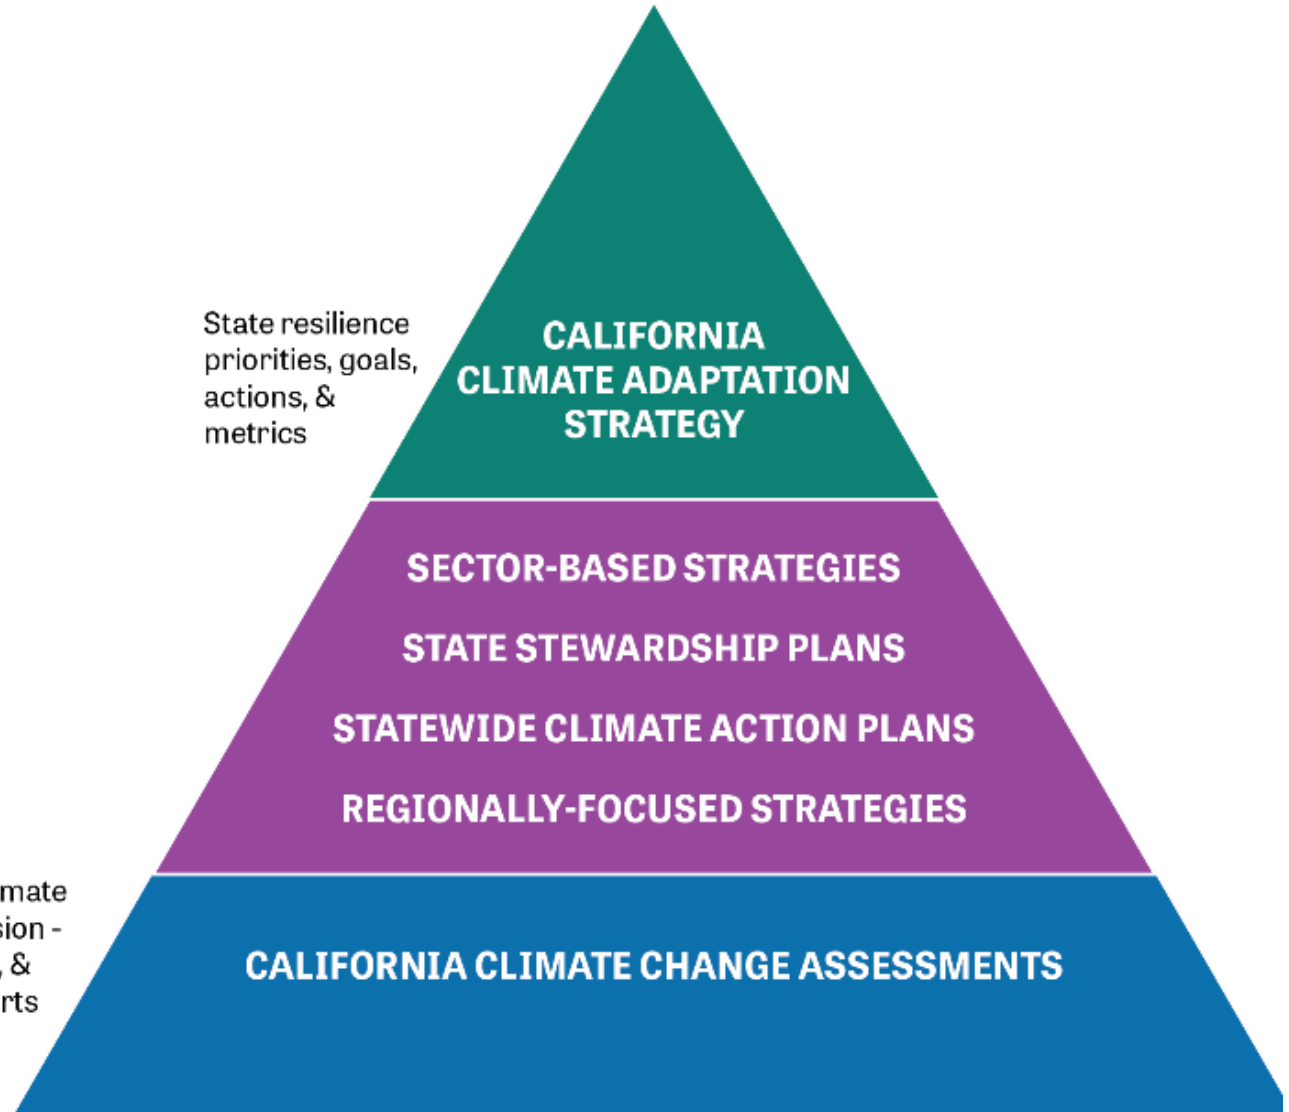 State resilience
priorities, goals,
actions, &
metrics
CALIFORNIA
CLIMATE ADAPTATION
STRATEGY
SECTOR-BASED STRATEGIES
STATE STEWARDSHIP PLANS
STATEWIDE CLIMATE ACTION PLANS
REGIONALLY-FOCUSED STRATEGIES
&
CALIFORNIA CLIMATE CHANGE ASSESSMENTS